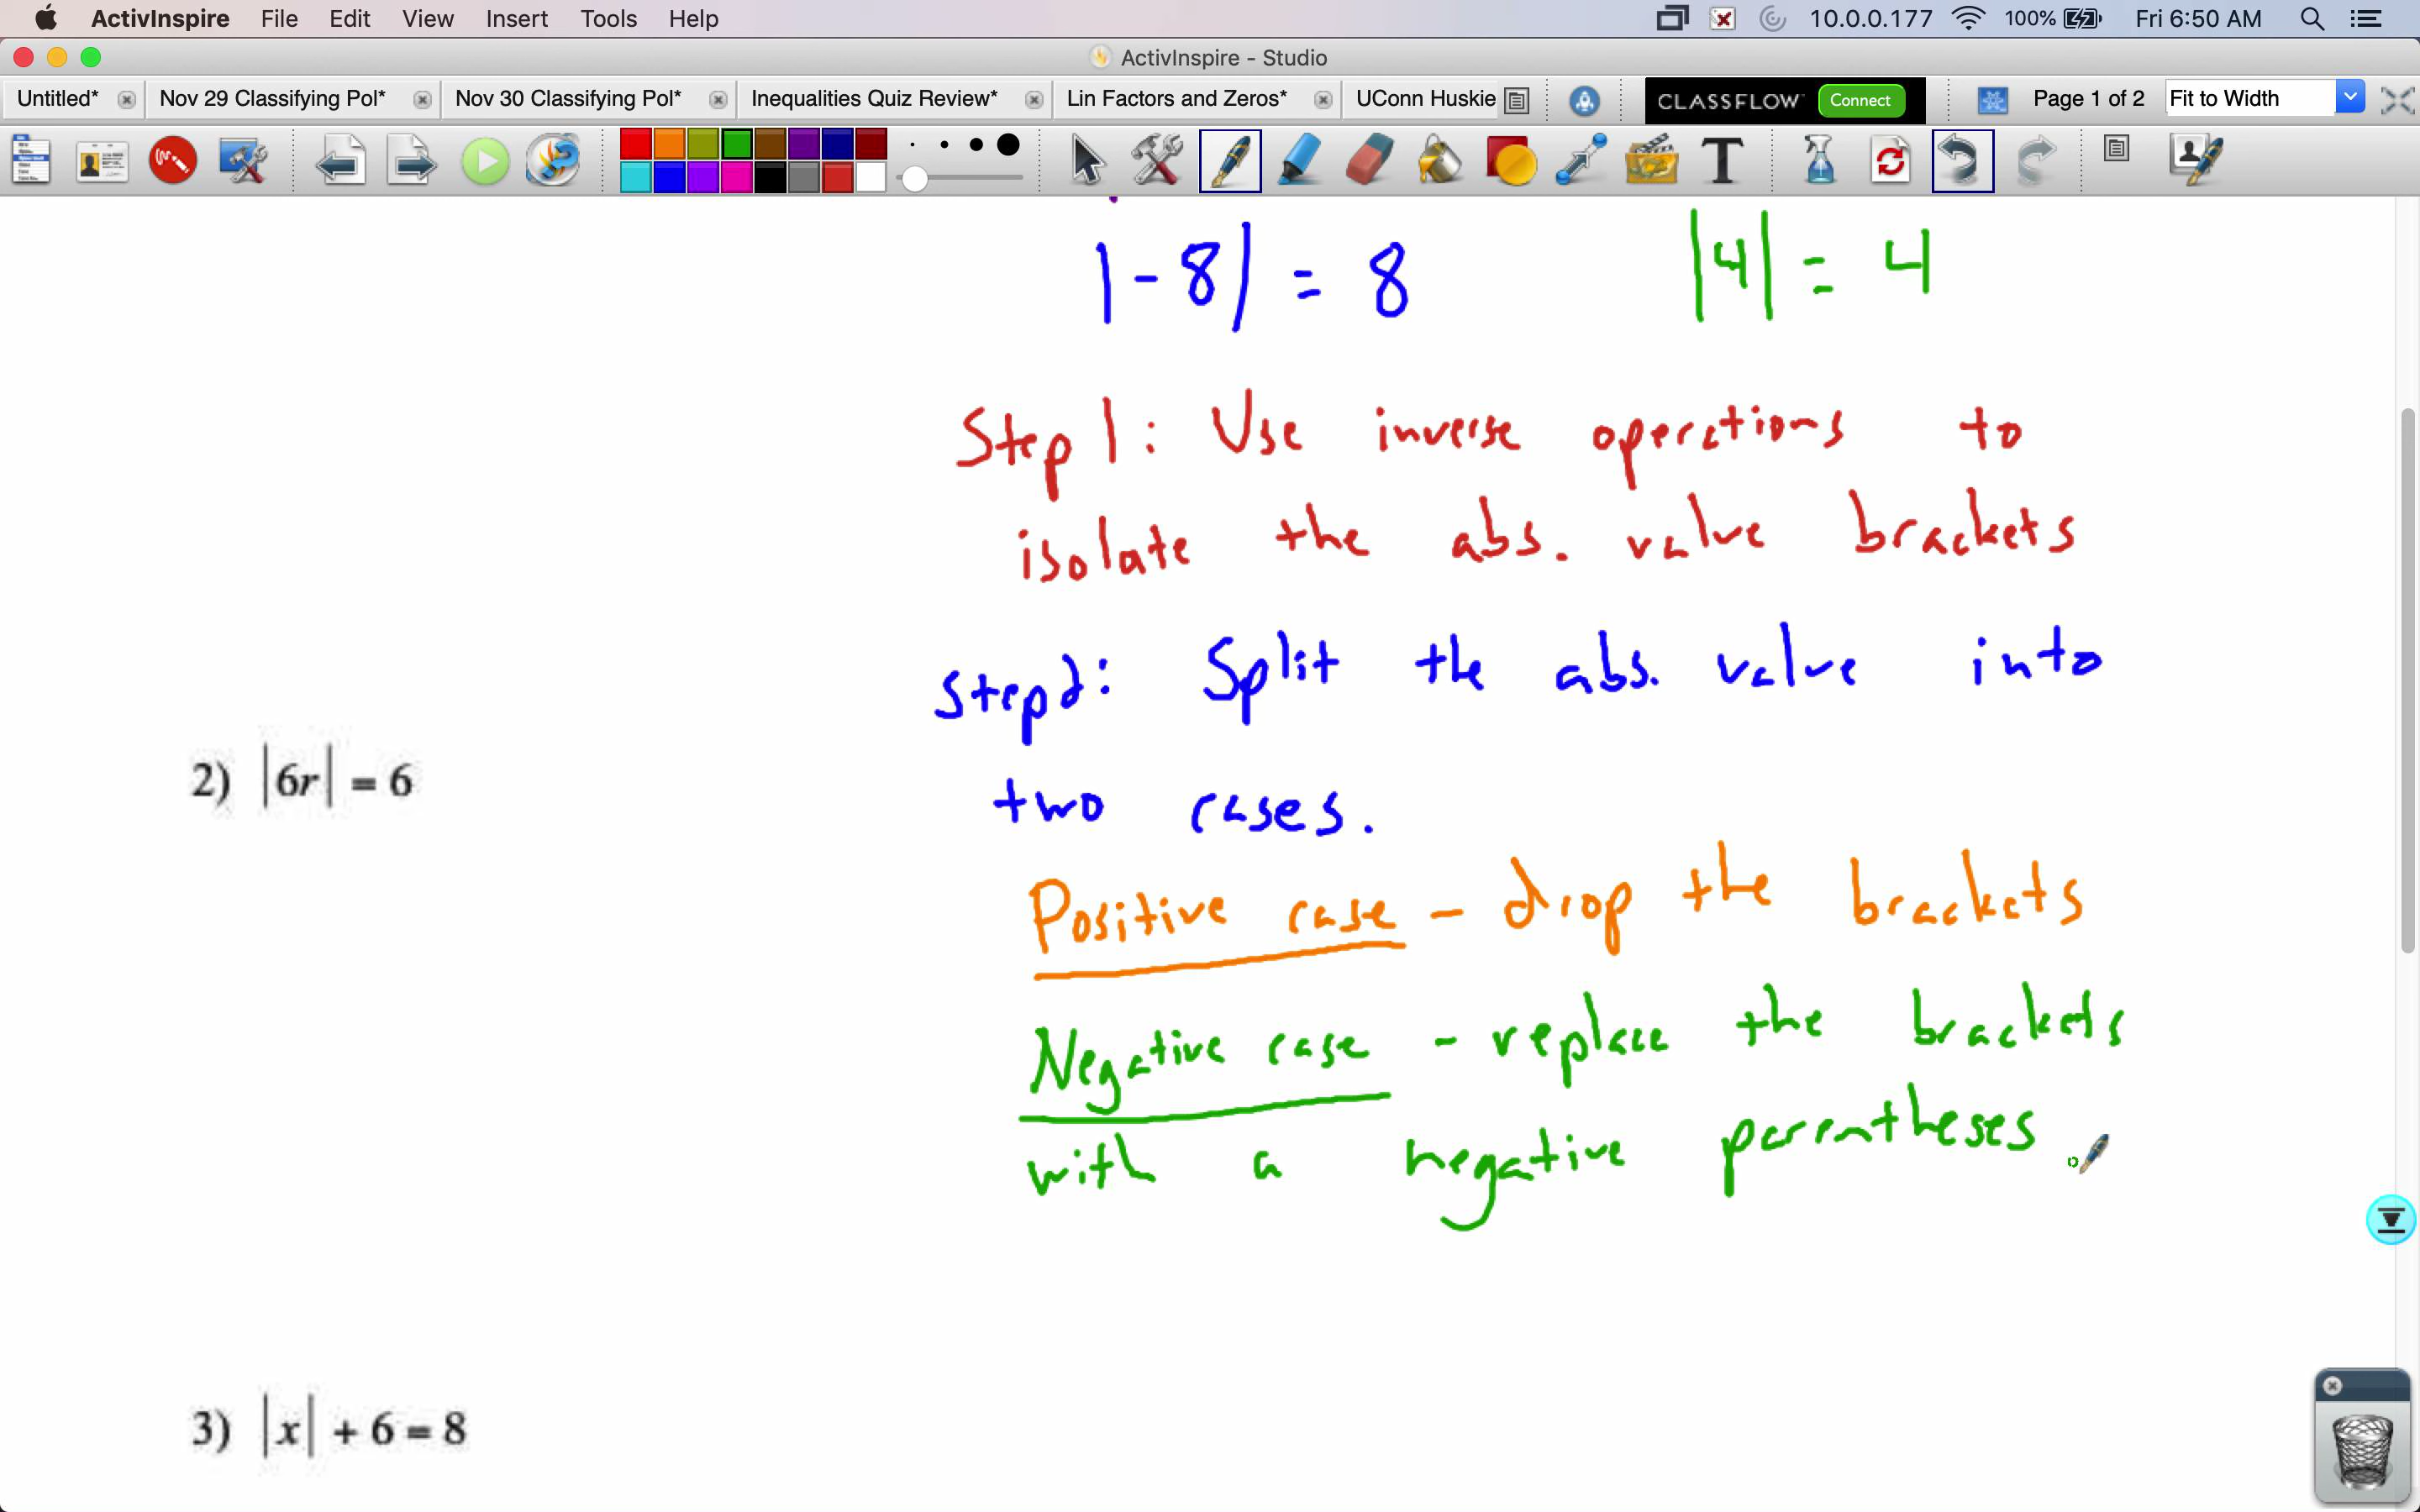 ActivInspire File Edit View Insert Tools Help 10.0.0.177 100% Fri 6:50 AM
ActivInspire - Studio
Untitled* Nov 29 Classifying Pol* Nov 30 Classifying Pol* Inequalities Quiz Review* Lin Factors and Zeros* UConn Huskie CLASSFLOW Connect Page 1 of 2 Fit to Width
T
|-8| = 8 |4| = 4
Step 1: Use inverse operations to
isolate the abs. value brackets
Step 2: Split the abs. value into
two cases.
2) |6r| = 6
Positive case - drop the brackets
Negative case - replace the brackets
with a negative parentheses
3) |x| + 6 = 8